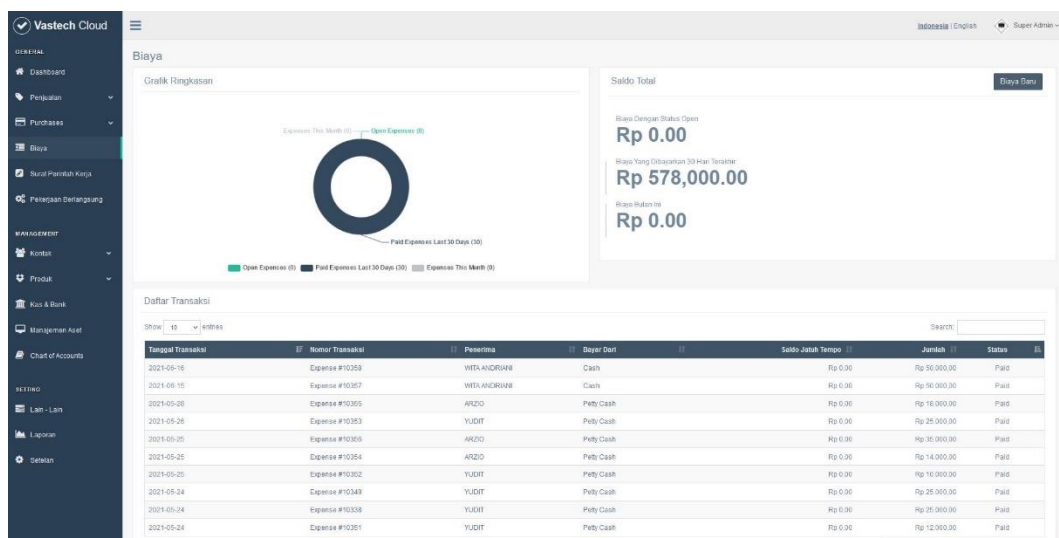 Vastech Cloud
Indonesia | English
Super Admin
GENERAL
Dashboard
Penjualan
Purchases
Biaya
Surat Perintah Kerja
Pekerjaan Berlangsung
MANAGEMENT
Kontak
Produk
Kas & Bank
Manajemen Aset
Chart of Accounts
SETTING
Lain - Lain
Laporan
Setelan
Biaya
Grafik Ringkasan
Expenses This Month (0)
Open Expenses (0)
Paid Expenses Last 30 Days (30)
Open Expenses (0) Paid Expenses Last 30 Days (30) Expenses This Month (0)
Saldo Total
Biaya Baru
Biaya Dengan Status Open
Rp 0.00
Biaya Yang Dibayarkan 30 Hari Terakhir
Rp 578,000.00
Biaya Bulan Ini
Rp 0.00
Daftar Transaksi
Show 10 entries
Search:
Tanggal Transaksi Nomor Transaksi Penerima Bayar Dari Saldo Jatuh Tempo Jumlah Status
2021-06-16 Expense #10358 WITA ANDRIANI Cash Rp 0,00 Rp 50.000,00 Paid
2021-06-15 Expense #10357 WITA ANDRIANI Cash Rp 0,00 Rp 50.000,00 Paid
2021-05-28 Expense #10355 ARZIO Petty Cash Rp 0,00 Rp 18.000,00 Paid
2021-05-26 Expense #10353 YUDIT Petty Cash Rp 0,00 Rp 25.000,00 Paid
2021-05-25 Expense #10356 ARZIO Petty Cash Rp 0,00 Rp 35.000,00 Paid
2021-05-25 Expense #10354 ARZIO Petty Cash Rp 0,00 Rp 14.000,00 Paid
2021-05-25 Expense #10352 YUDIT Petty Cash Rp 0,00 Rp 10.000,00 Paid
2021-05-24 Expense #10349 YUDIT Petty Cash Rp 0,00 Rp 25.000,00 Paid
2021-05-24 Expense #10338 YUDIT Petty Cash Rp 0,00 Rp 25.000,00 Paid
2021-05-24 Expense #10351 YUDIT Petty Cash Rp 0,00 Rp 12.000,00 Paid